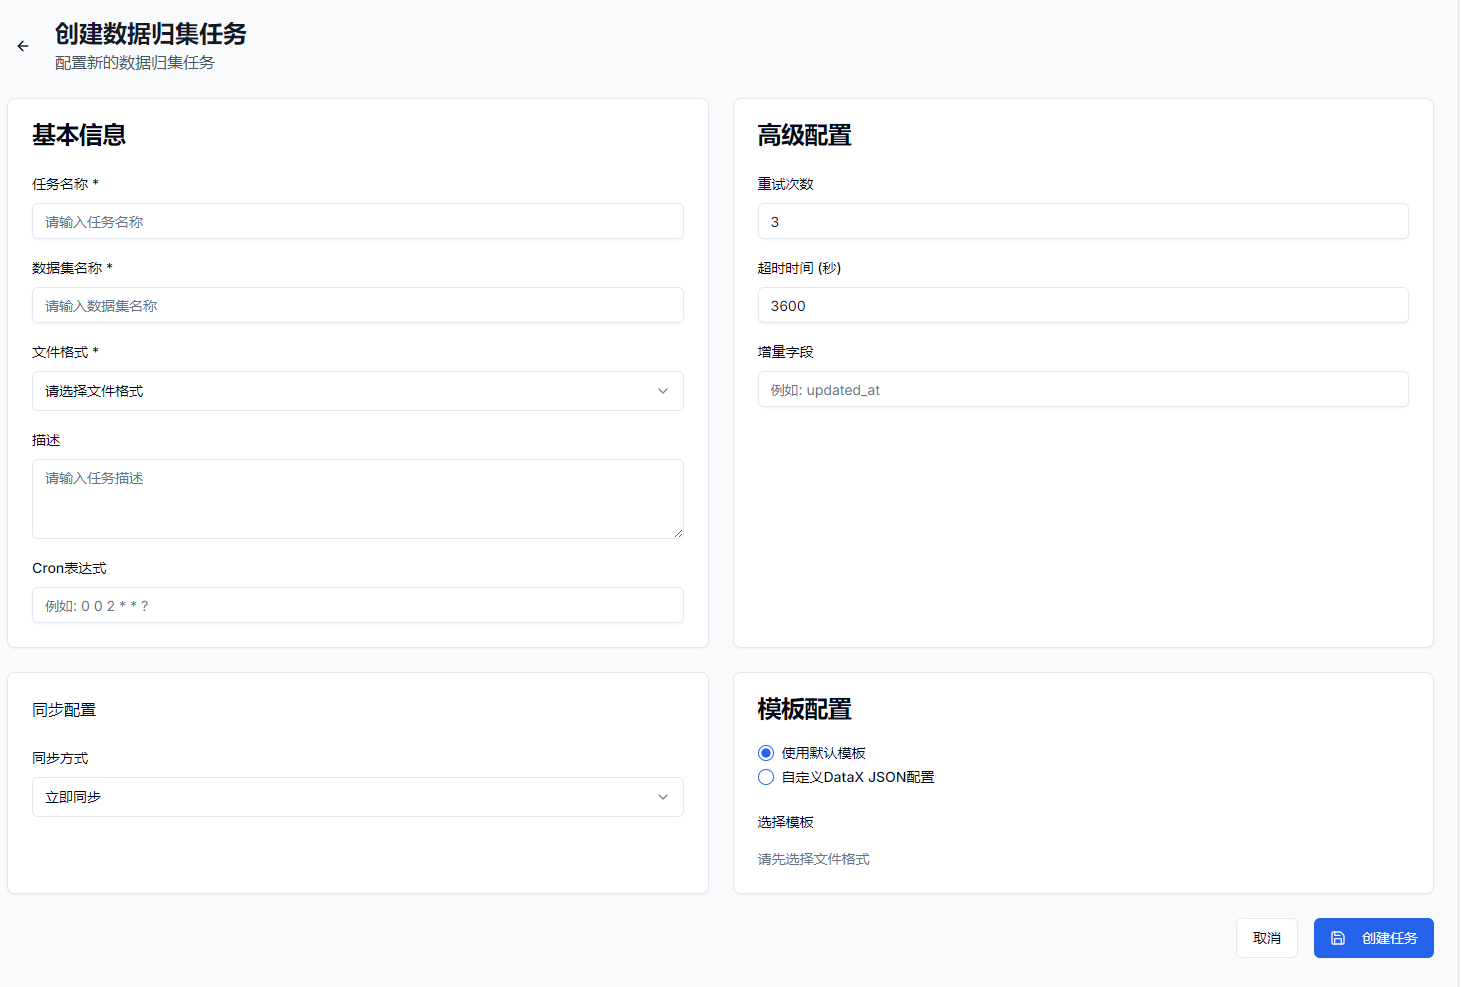 创建数据归集任务
配置新的数据归集任务
基本信息
任务名称 *
请输入任务名称
数据集名称 *
请输入数据集名称
文件格式 *
请选择文件格式
描述
请输入任务描述
Cron表达式
例如: 0 0 2 * * ?
高级配置
重试次数
3
超时时间 (秒)
3600
增量字段
例如: updated_at
同步配置
同步方式
立即同步
模板配置
使用默认模板
自定义DataX JSON配置
选择模板
请先选择文件格式
取消
创建任务